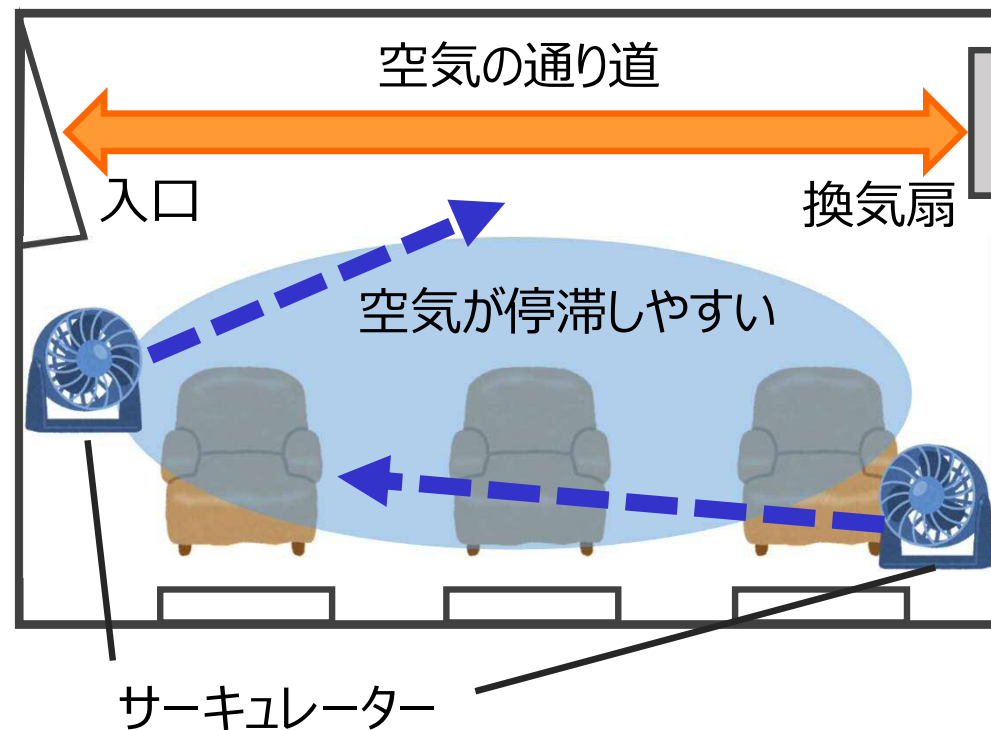 空気の通り道
入口
換気扇
空気が停滞しやすい
サーキュレーター